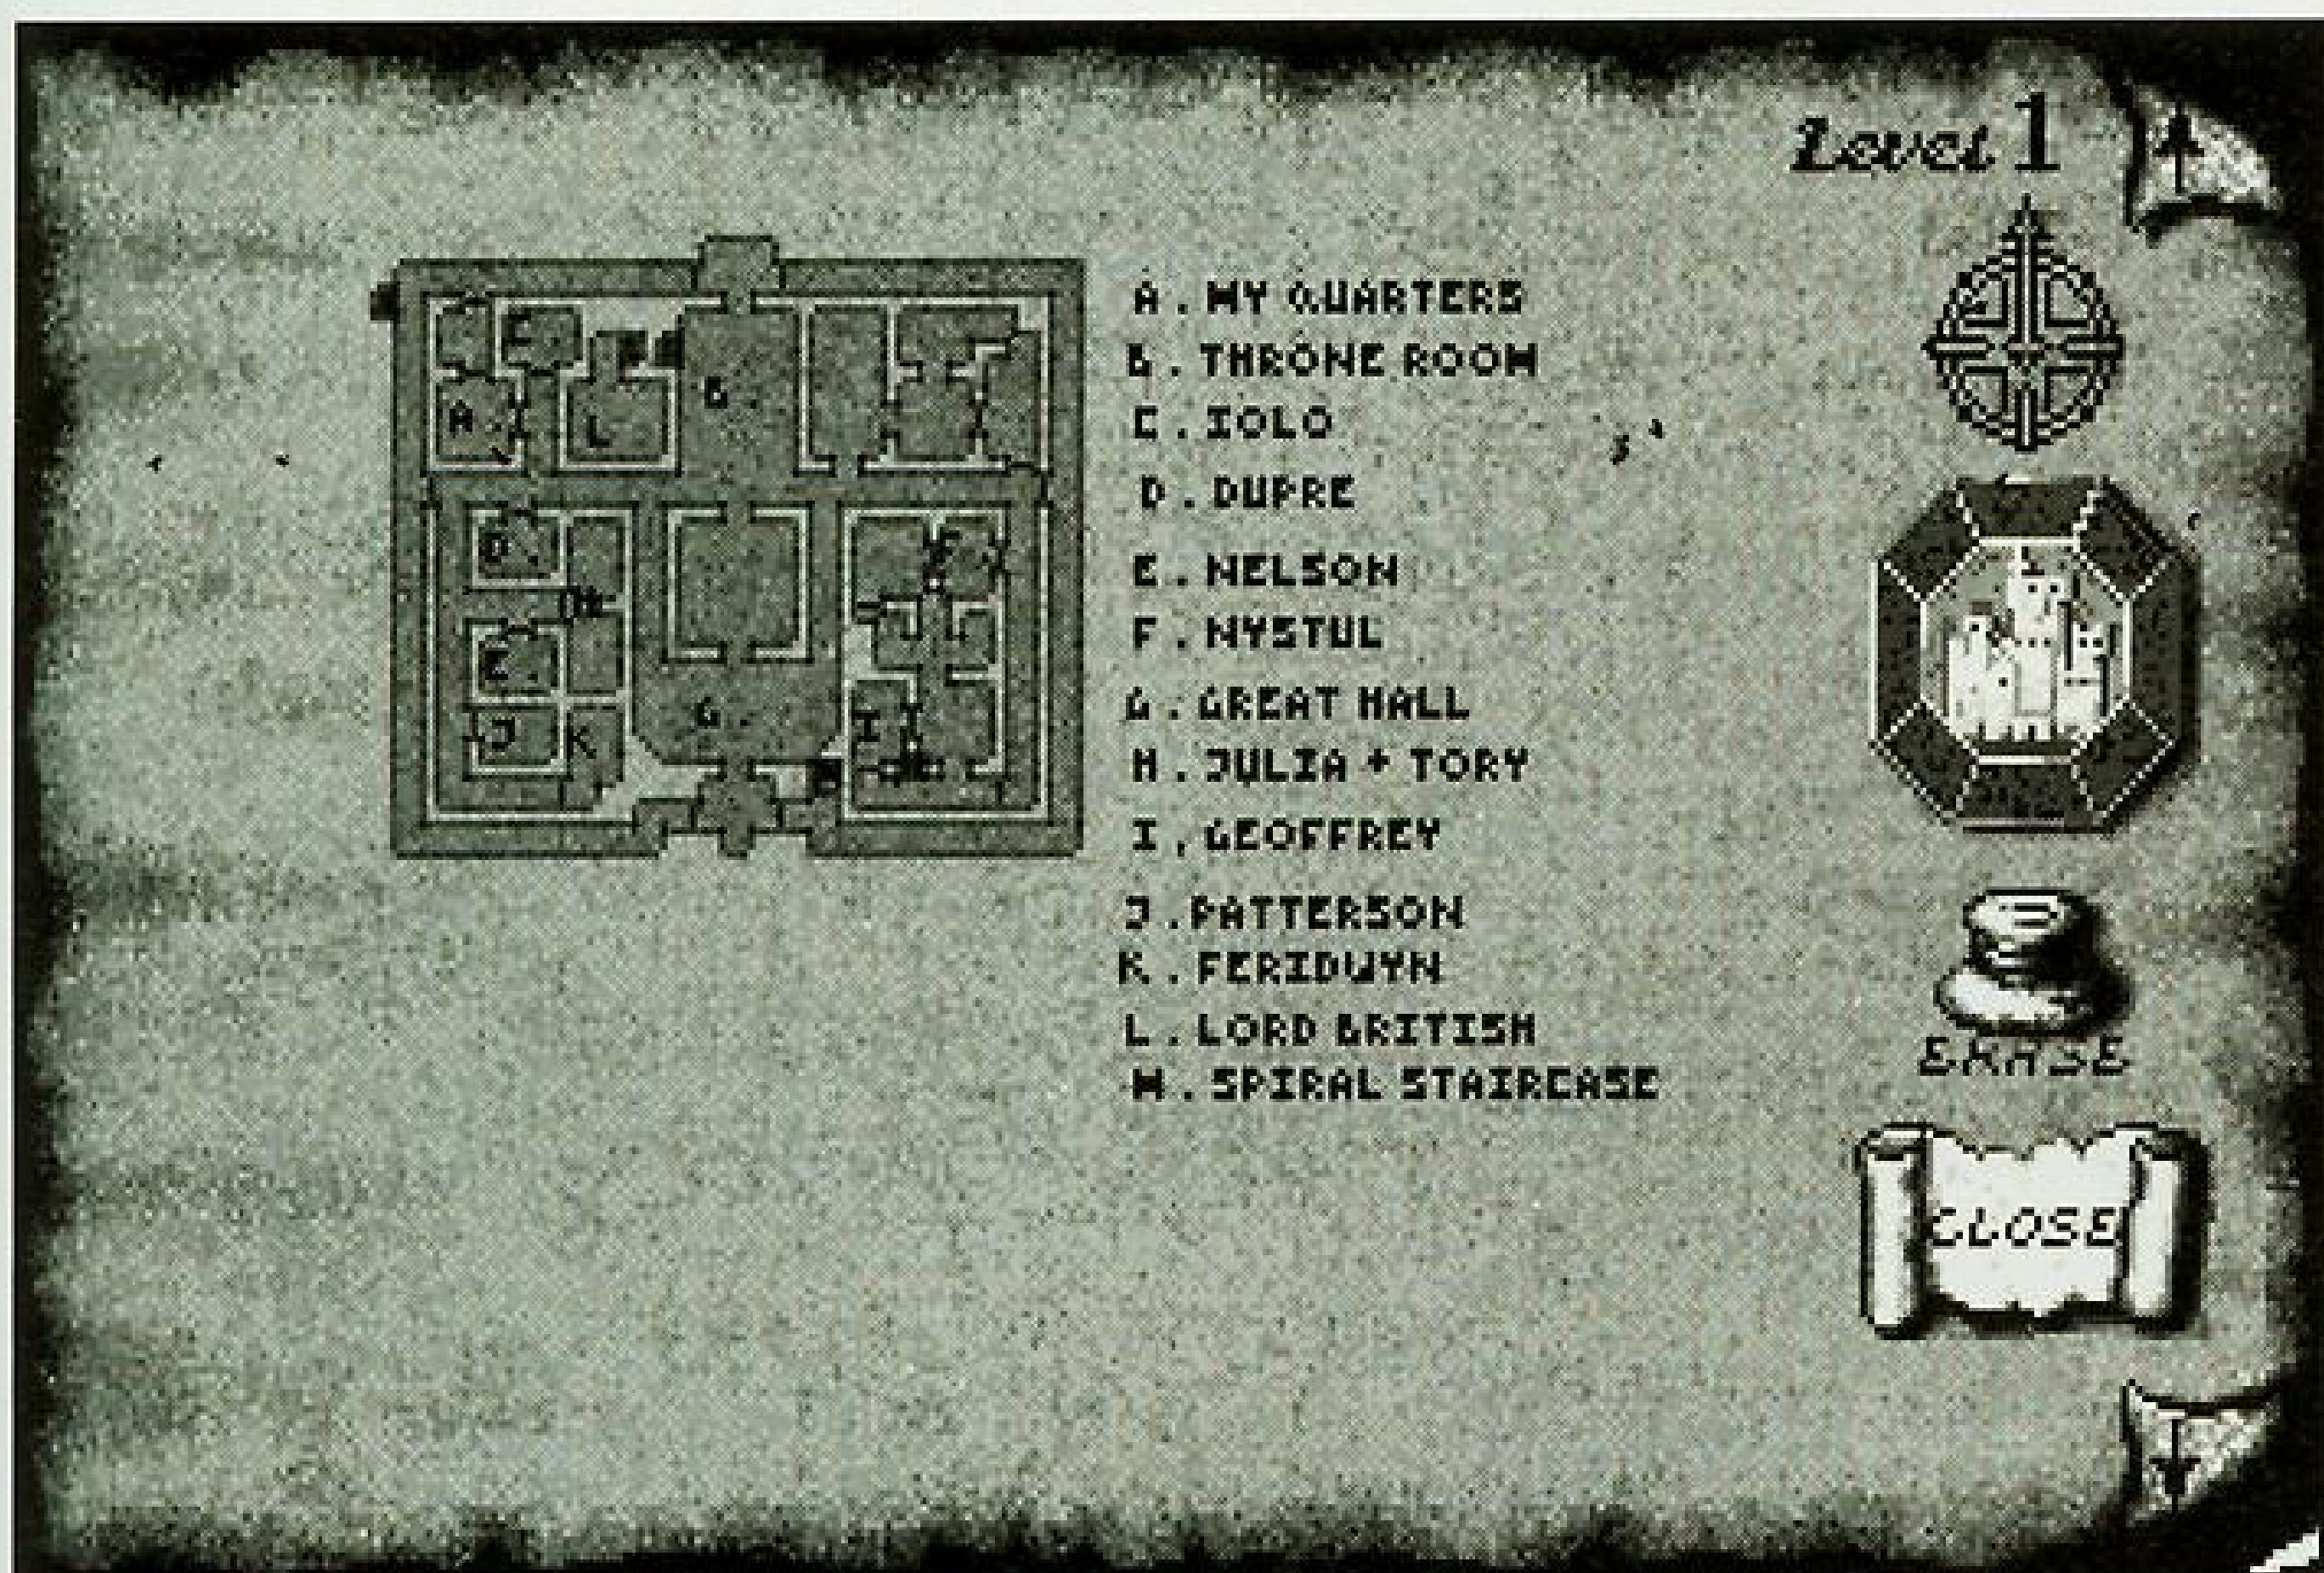 Level 1
A . MY QUARTERS
B . THRONE ROOM
C . IOLO
D . DUPRE
E . NELSON
F . NYSTUL
G . GREAT HALL
H . JULIA + TORY
I , GEOFFREY
J .PATTERSON
K . FERIDWYN
L . LORD BRITISH
M . SPIRAL STAIRCASE
C
A .
L
B .
D .
F
H
E .
G .
I
J
K
ERASE
CLOSE